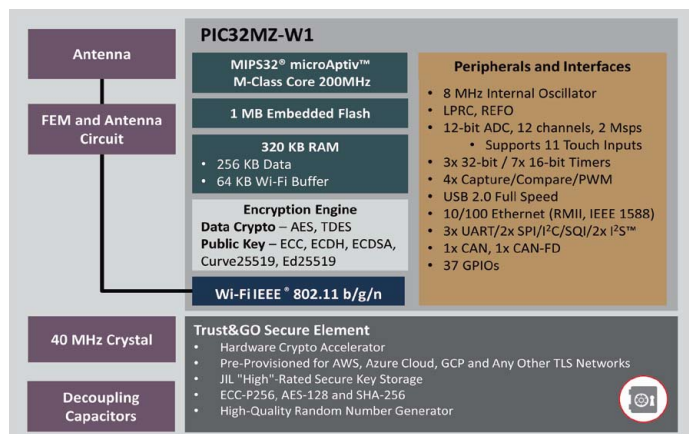 Antenna
FEM and Antenna
Circuit
PIC32MZ-W1
MIPS32® microAptiv™
M-Class Core 200MHz
1 MB Embedded Flash
320 KB RAM
• 256 KB Data
• 64 KB Wi-Fi Buffer
Encryption Engine
Data Crypto – AES, TDES
Public Key – ECC, ECDH, ECDSA,
Curve25519, Ed25519
Wi-Fi IEEE® 802.11 b/g/n
Peripherals and Interfaces
• 8 MHz Internal Oscillator
• LPRC, REFO
• 12-bit ADC, 12 channels, 2 Msps
• Supports 11 Touch Inputs
• 3x 32-bit / 7x 16-bit Timers
• 4x Capture/Compare/PWM
• USB 2.0 Full Speed
• 10/100 Ethernet (RMII, IEEE 1588)
• 3x UART/2x SPI/I²C/SQI/2x I²S™
• 1x CAN, 1x CAN-FD
• 37 GPIOs
40 MHz Crystal
Decoupling
Capacitors
Trust&GO Secure Element
• Hardware Crypto Accelerator
• Pre-Provisioned for AWS, Azure Cloud, GCP and Any Other TLS Networks
• JIL "High"-Rated Secure Key Storage
• ECC-P256, AES-128 and SHA-256
• High-Quality Random Number Generator